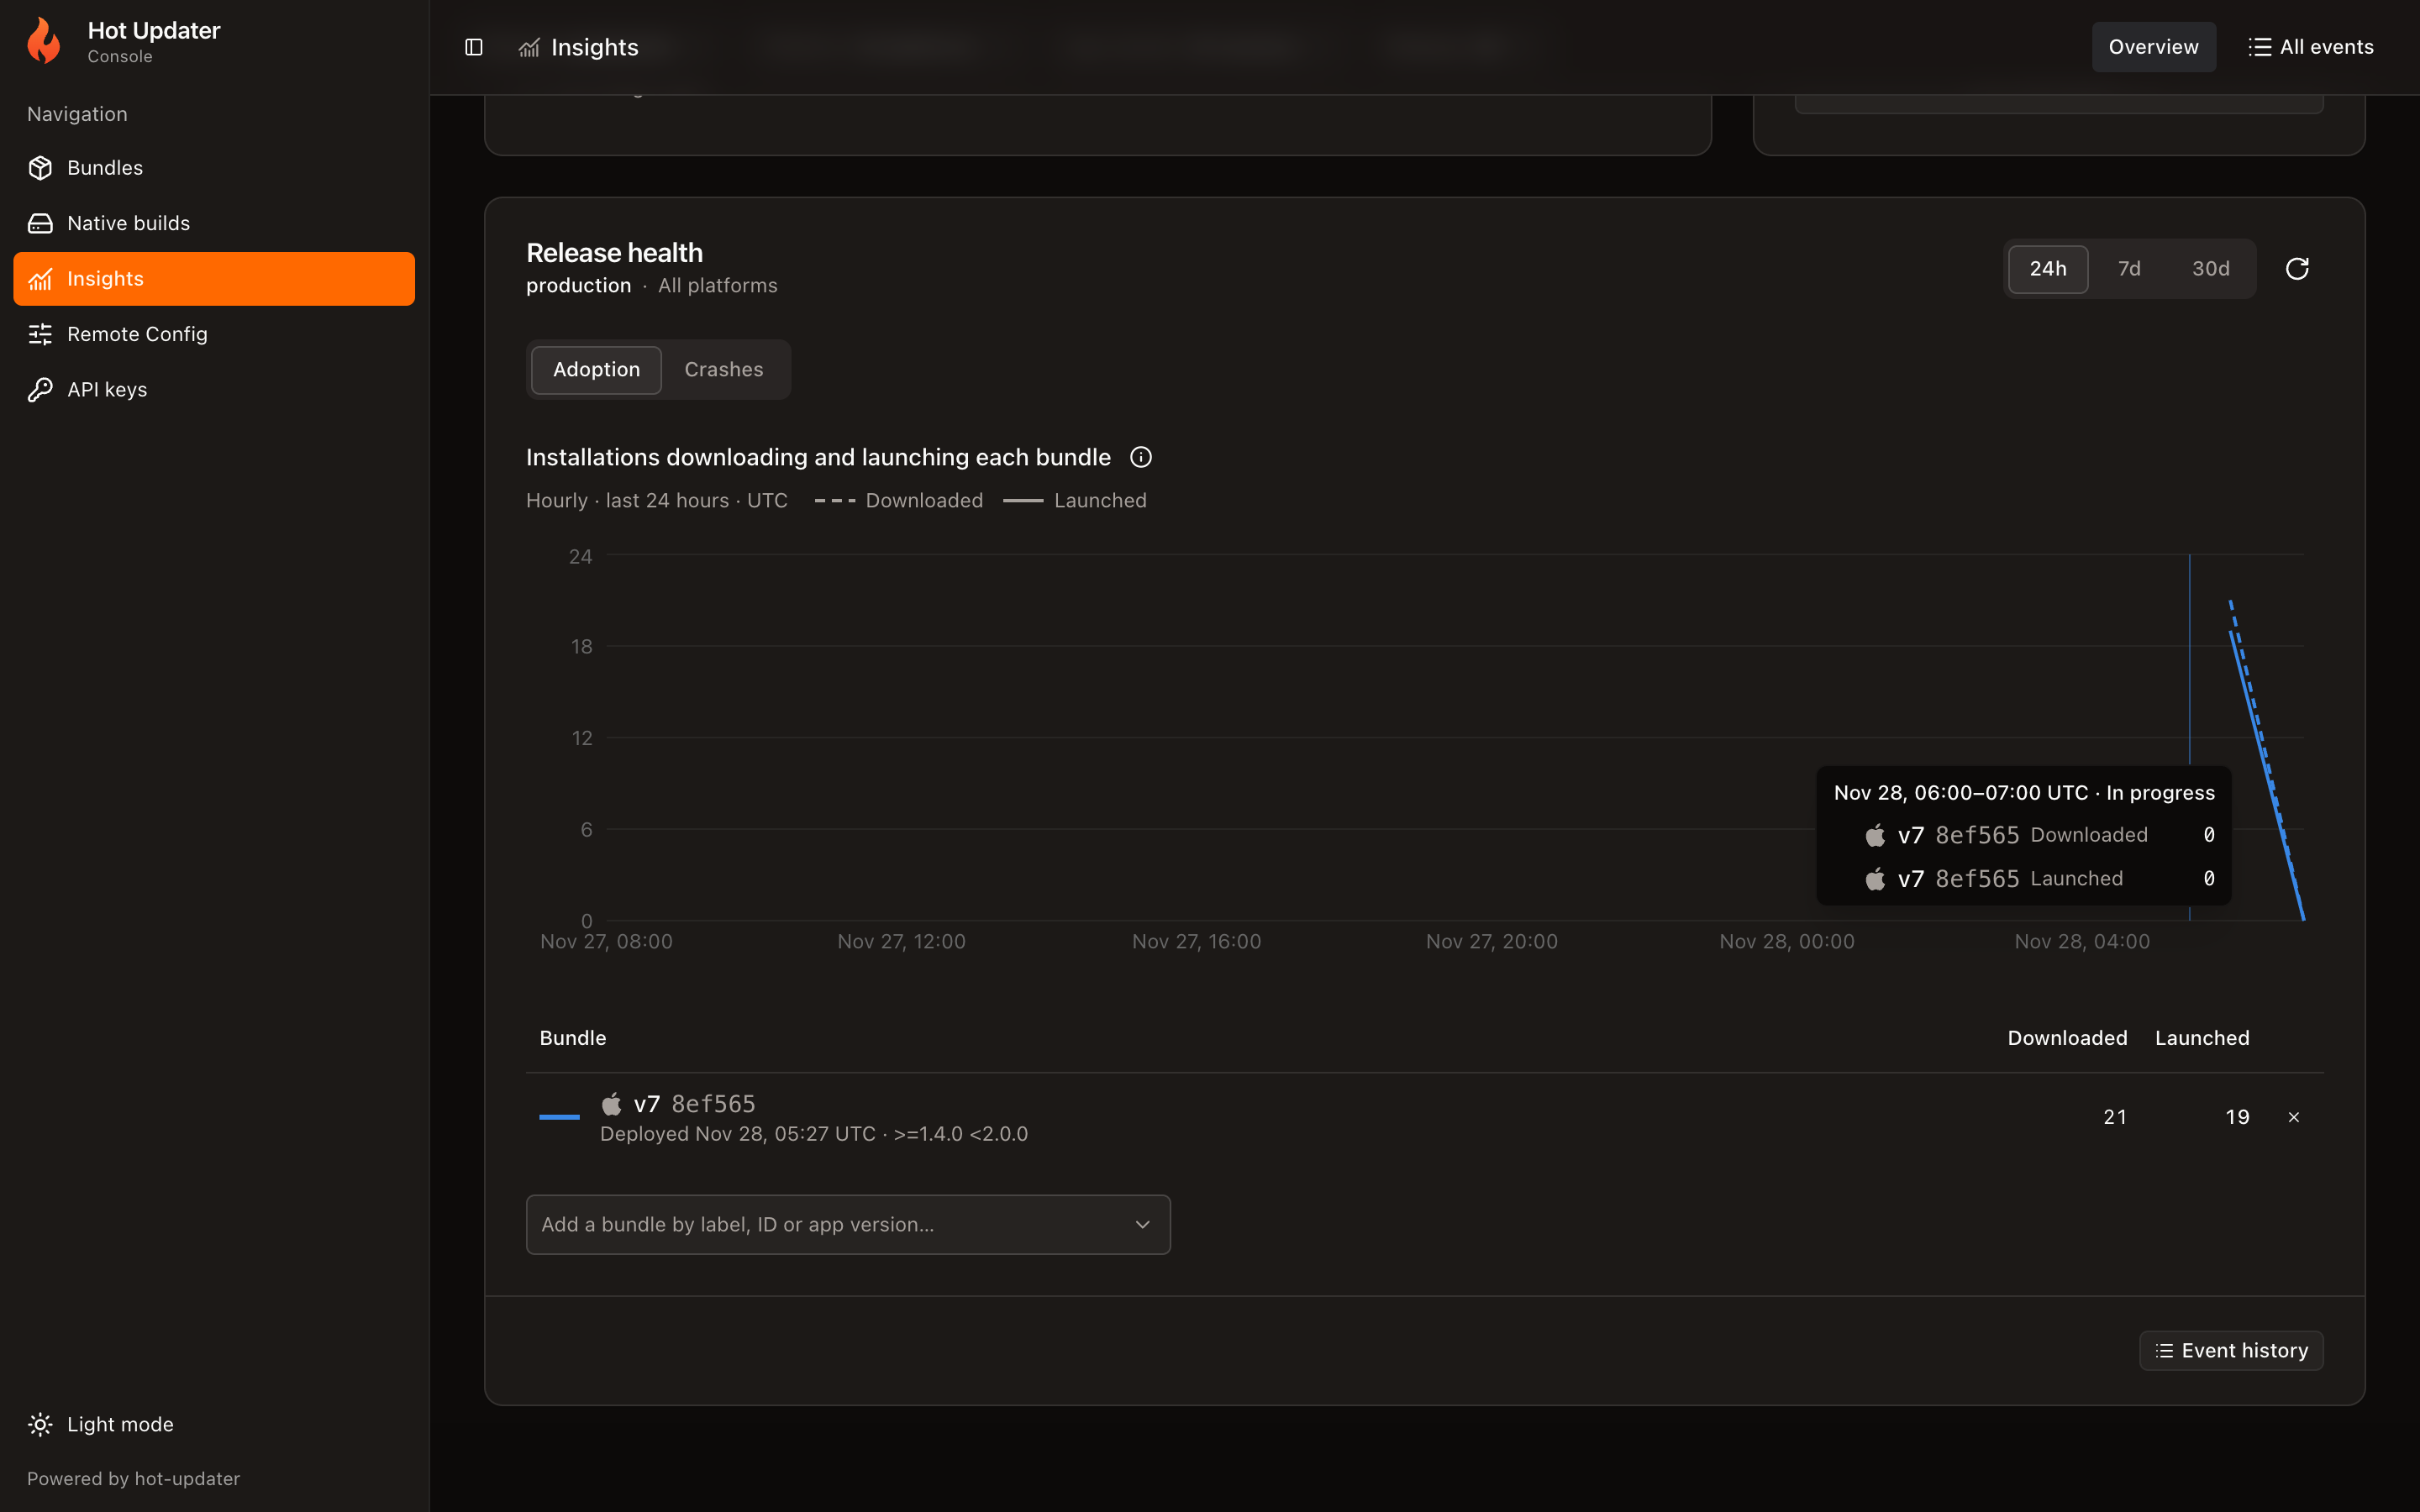 Hot Updater
Console
Navigation
Bundles
Native builds
Insights
Remote Config
API keys
Light mode
Powered by hot-updater
Insights
Overview
All events
Release health
production · All platforms
24h 7d 30d
Adoption Crashes
Installations downloading and launching each bundle
Hourly · last 24 hours · UTC Downloaded Launched
24
18
12
6
0
Nov 27, 08:00 Nov 27, 12:00 Nov 27, 16:00 Nov 27, 20:00 Nov 28, 00:00 Nov 28, 04:00
Nov 28, 06:00–07:00 UTC · In progress
v7 8ef565 Downloaded 0
v7 8ef565 Launched 0
Bundle Downloaded Launched
v7 8ef565
Deployed Nov 28, 05:27 UTC · >=1.4.0 <2.0.0
21 19
Add a bundle by label, ID or app version...
Event history